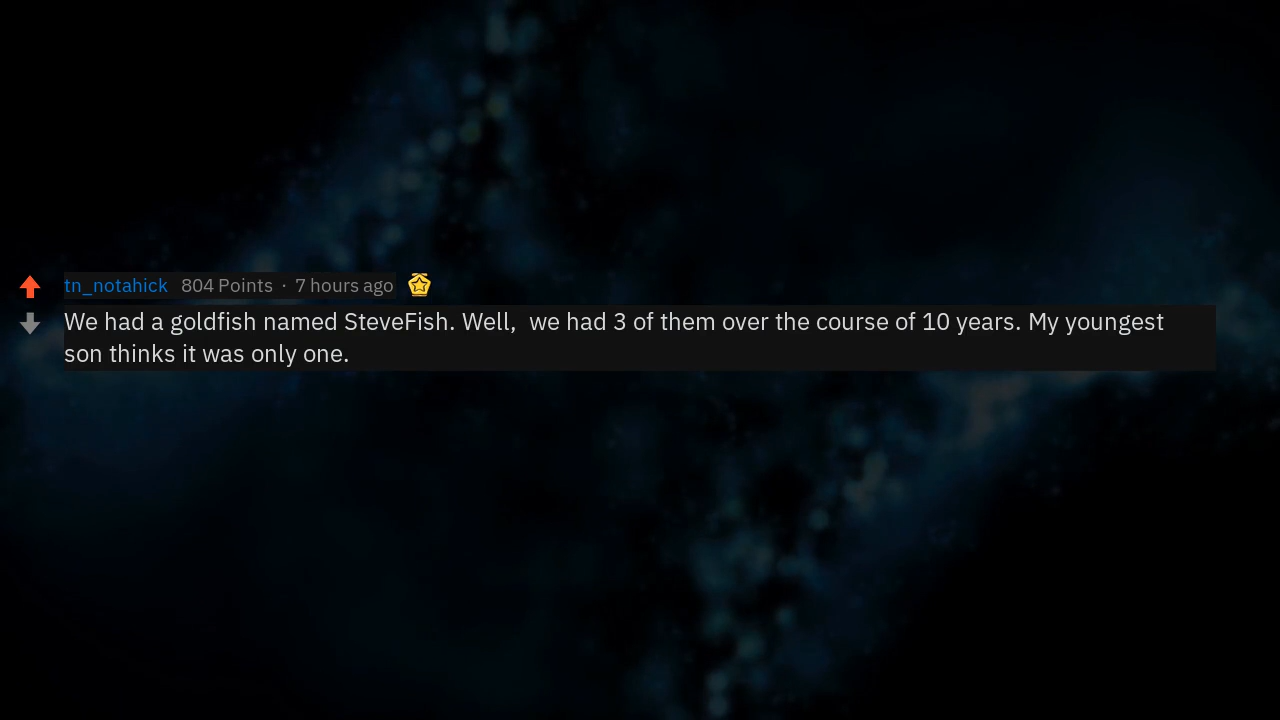 tn_notahick 804 Points · 7 hours ago
We had a goldfish named SteveFish. Well,  we had 3 of them over the course of 10 years. My youngest
son thinks it was only one.